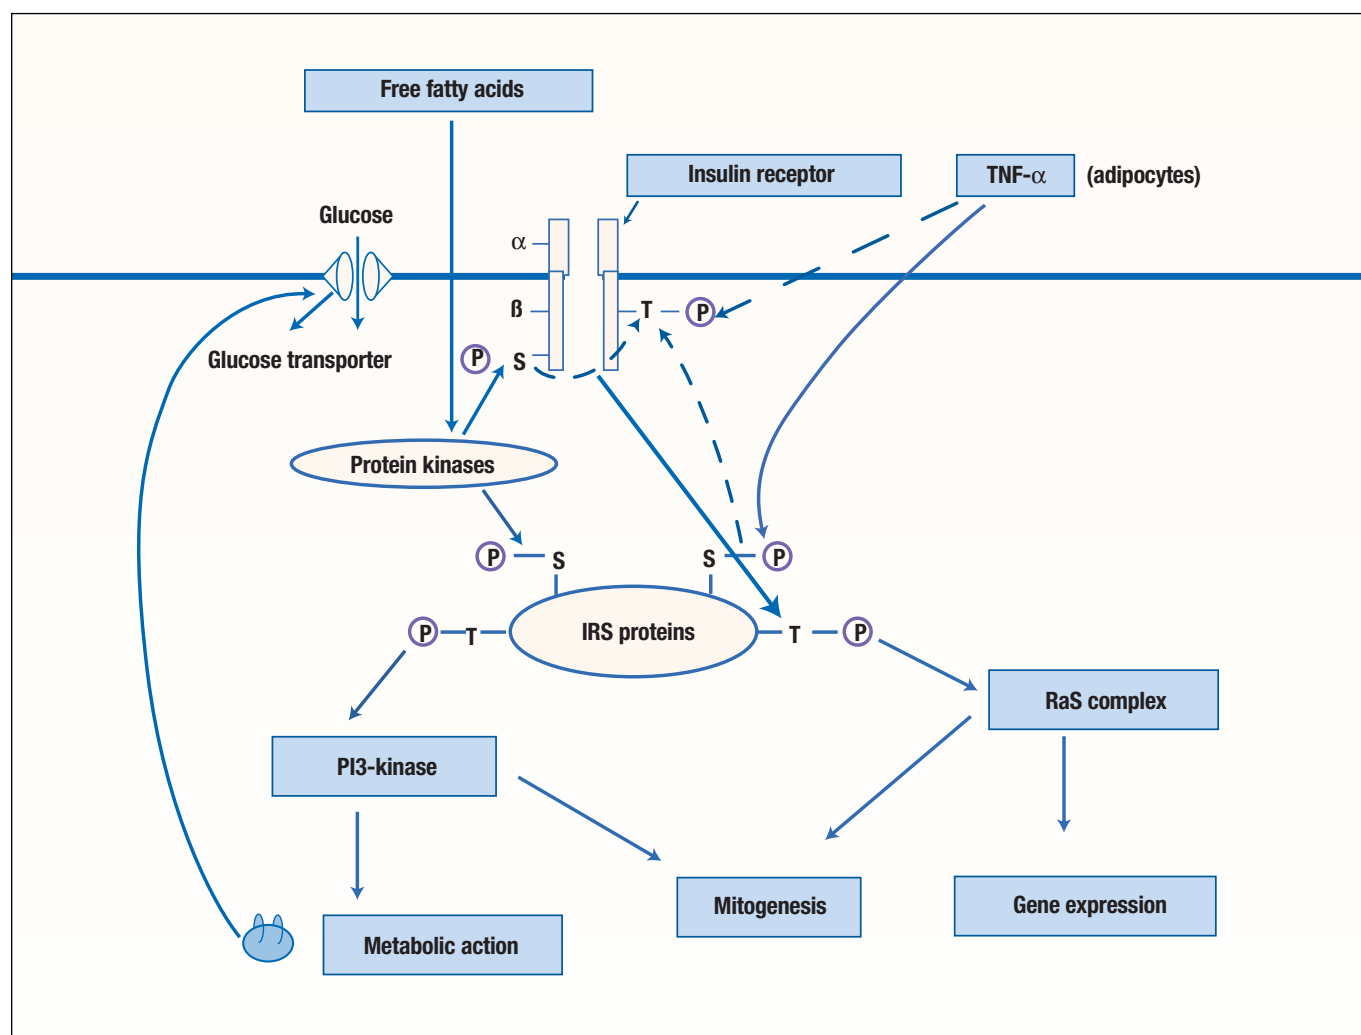 Free fatty acids
Insulin receptor
TNF-α (adipocytes)
Glucose
α
ß
T
P
Glucose transporter
P
S
Protein kinases
P
S
S
P
P
T
IRS proteins
T
P
RaS complex
PI3-kinase
Mitogenesis
Gene expression
Metabolic action